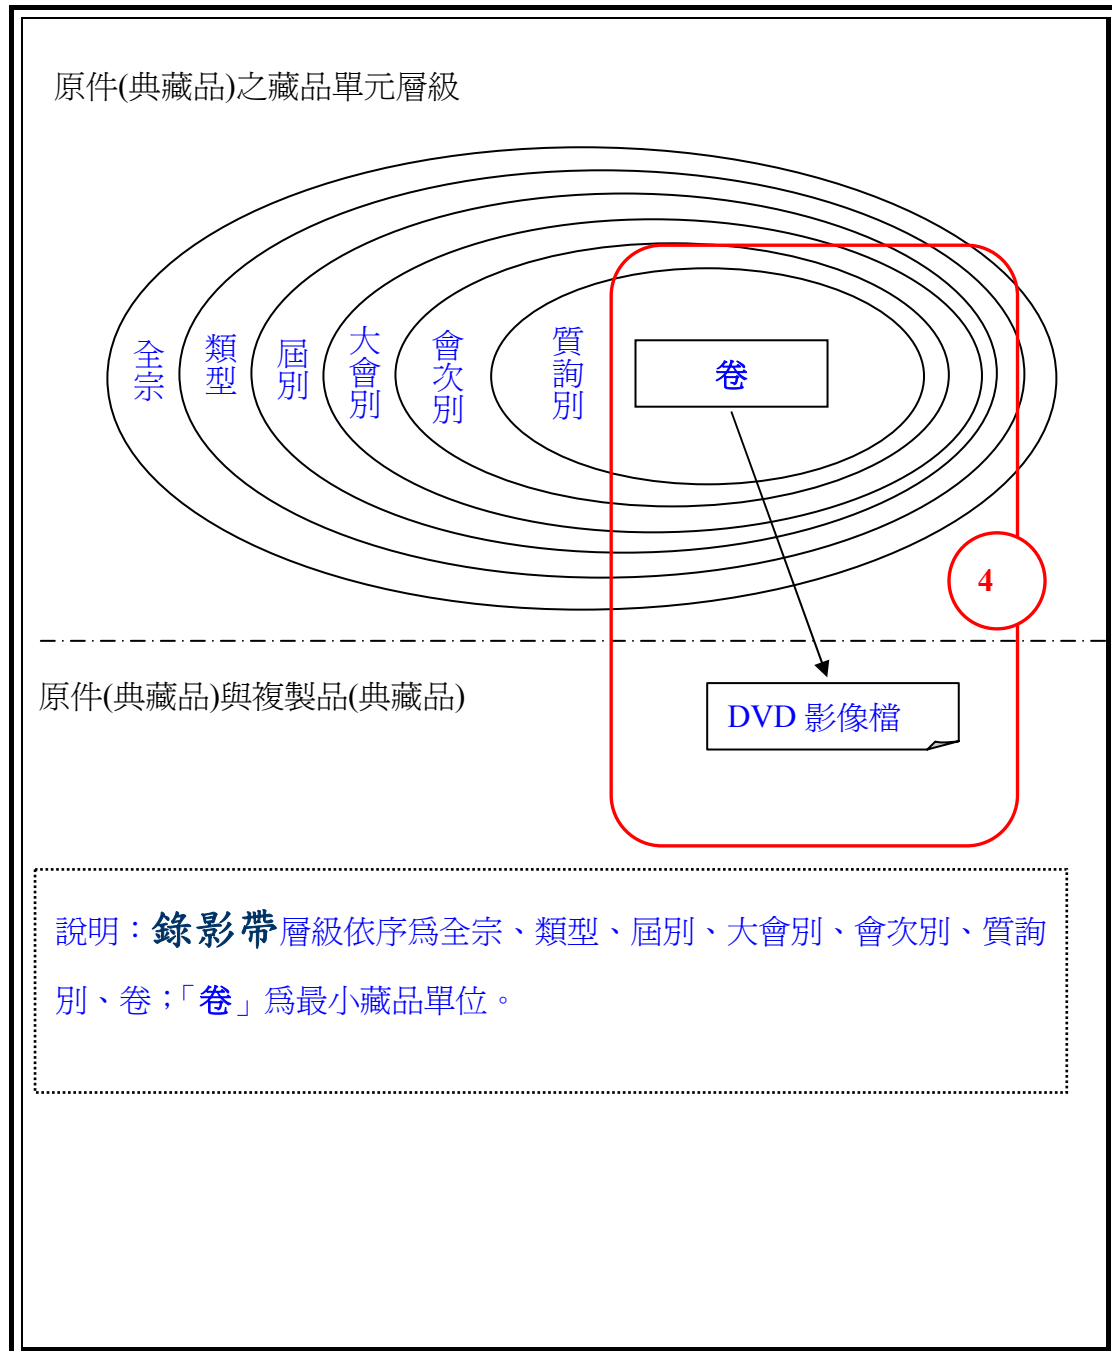 原件(典藏品)之藏品單元層級
全宗
類型
屆別
大會別
會次別
質詢別
卷
4
原件(典藏品)與複製品(典藏品)
DVD 影像檔
說明：錄影帶層級依序為全宗、類型、屆別、大會別、會次別、質詢
別、卷；「卷」為最小藏品單位。